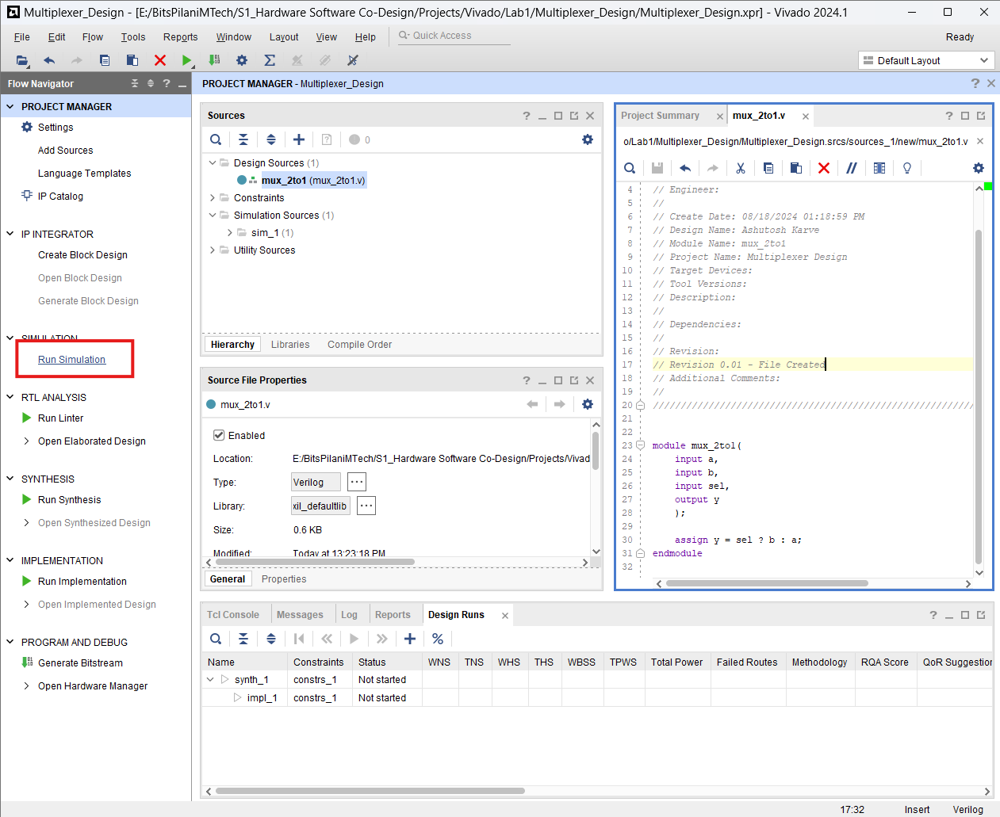 Multiplexer_Design - [E:/BitsPilaniMTech/S1_Hardware Software Co-Design/Projects/Vivado/Lab1/Multiplexer_Design/Multiplexer_Design.xpr] - Vivado 2024.1
File Edit Flow Tools Reports Window Layout View Help Quick Access Ready
Default Layout
Flow Navigator
PROJECT MANAGER
Settings
Add Sources
Language Templates
IP Catalog
IP INTEGRATOR
Create Block Design
Open Block Design
Generate Block Design
SIMULATION
Run Simulation
RTL ANALYSIS
Run Linter
Open Elaborated Design
SYNTHESIS
Run Synthesis
Open Synthesized Design
IMPLEMENTATION
Run Implementation
Open Implemented Design
PROGRAM AND DEBUG
Generate Bitstream
Open Hardware Manager
PROJECT MANAGER - Multiplexer_Design
Sources
0
Design Sources (1)
mux_2to1 (mux_2to1.v)
Constraints
Simulation Sources (1)
sim_1 (1)
Utility Sources
Hierarchy Libraries Compile Order
Source File Properties
mux_2to1.v
Enabled
Location: E:/BitsPilaniMTech/S1_Hardware Software Co-Design/Projects/Vivad
Type: Verilog
Library: xil_defaultlib
Size: 0.6 KB
Modified: Today at 13:23:18 PM
General Properties
Project Summary mux_2to1.v
o/Lab1/Multiplexer_Design/Multiplexer_Design.srcs/sources_1/new/mux_2to1.v
4 // Engineer:
5 //
6 // Create Date: 08/18/2024 01:18:59 PM
7 // Design Name: Ashutosh Karve
8 // Module Name: mux_2to1
9 // Project Name: Multiplexer Design
10 // Target Devices:
11 // Tool Versions:
12 // Description:
13 //
14 // Dependencies:
15 //
16 // Revision:
17 // Revision 0.01 - File Created
18 // Additional Comments:
19 //
20 //////////////////////////////////////////////////////////
21
22
23 module mux_2to1(
24 input a,
25 input b,
26 input sel,
27 output y
28 );
29
30 assign y = sel ? b : a;
31 endmodule
32
Tcl Console Messages Log Reports Design Runs
Name Constraints Status WNS TNS WHS THS WBSS TPWS Total Power Failed Routes Methodology RQA Score QoR Suggestion
synth_1 constrs_1 Not started
impl_1 constrs_1 Not started
17:32 Insert Verilog